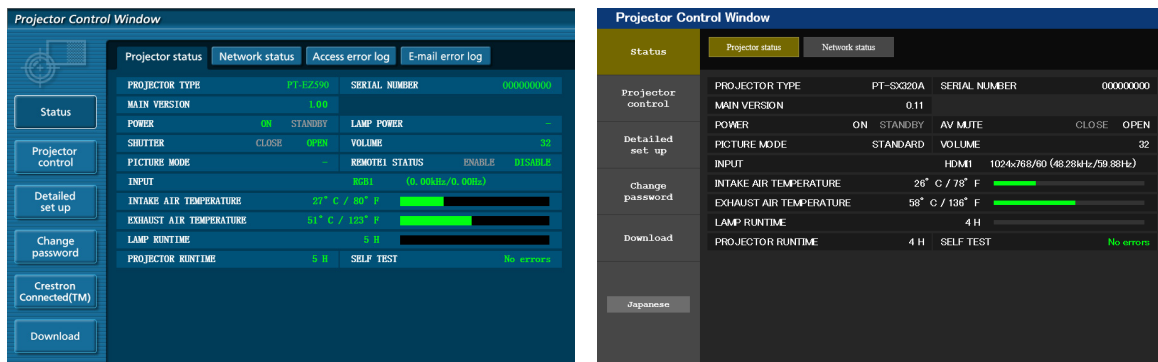 Projector Control Window
Status
Projector control
Detailed set up
Change password
Crestron Connected(TM)
Download
Projector status Network status Access error log E-mail error log
PROJECTOR TYPE PT-EZ590 SERIAL NUMBER 000000000
MAIN VERSION 1.00
POWER ON STANDBY LAMP POWER –
SHUTTER CLOSE OPEN VOLUME 32
PICTURE MODE – REMOTE1 STATUS ENABLE DISABLE
INPUT RGB1 (0.00kHz/0.00Hz)
INTAKE AIR TEMPERATURE 27° C / 80° F
EXHAUST AIR TEMPERATURE 51° C / 123° F
LAMP RUNTIME 5 H
PROJECTOR RUNTIME 5 H SELF TEST No errors
Projector Control Window
Status
Projector control
Detailed set up
Change password
Download
Japanese
Projector status Network status
PROJECTOR TYPE PT-SX320A SERIAL NUMBER 000000000
MAIN VERSION 0.11
POWER ON STANDBY AV MUTE CLOSE OPEN
PICTURE MODE STANDARD VOLUME 32
INPUT HDMI1 1024x768/60 (48.28kHz/59.88Hz)
INTAKE AIR TEMPERATURE 26° C / 78° F
EXHAUST AIR TEMPERATURE 58° C / 136° F
LAMP RUNTIME 4 H
PROJECTOR RUNTIME 4 H SELF TEST No errors